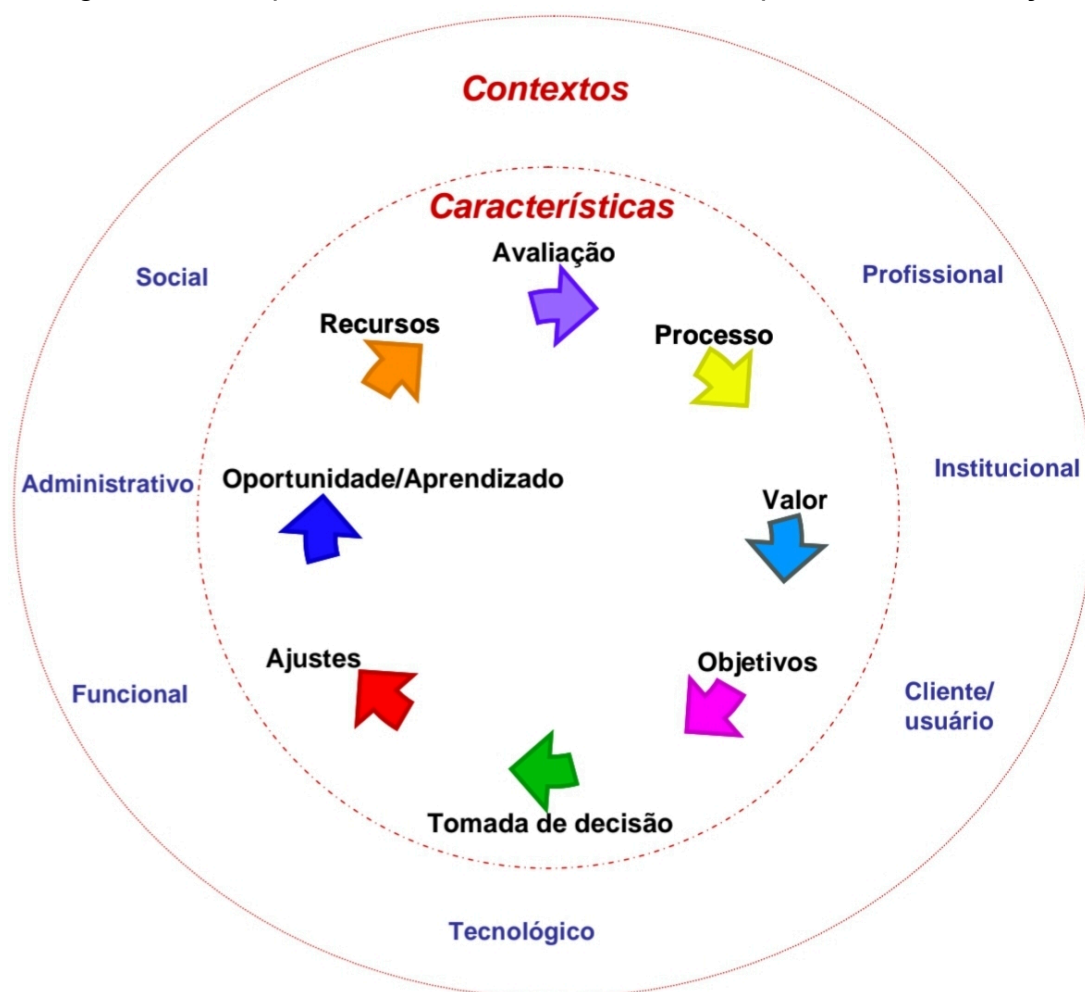 Contextos
Características
Avaliação
Social
Profissional
Recursos
Processo
Administrativo
Oportunidade/Aprendizado
Institucional
Valor
Ajustes
Objetivos
Funcional
Cliente/
usuário
Tomada de decisão
Tecnológico